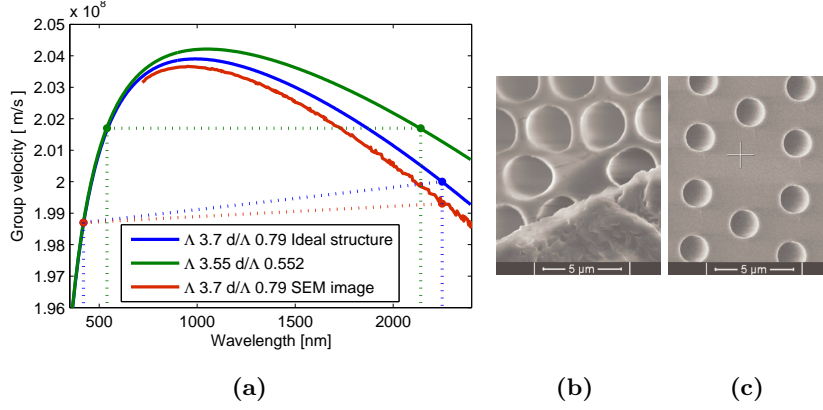 x 10⁸
2.05
2.04
2.03
2.02
2.01
2
1.99
1.98
1.97
1.96
Group velocity [ m/s]
Λ 3.7 d/Λ 0.79 Ideal structure
Λ 3.55 d/Λ 0.552
Λ 3.7 d/Λ 0.79 SEM image
500 1000 1500 2000
Wavelength [nm]
5 µm
5 µm
(a) (b) (c)